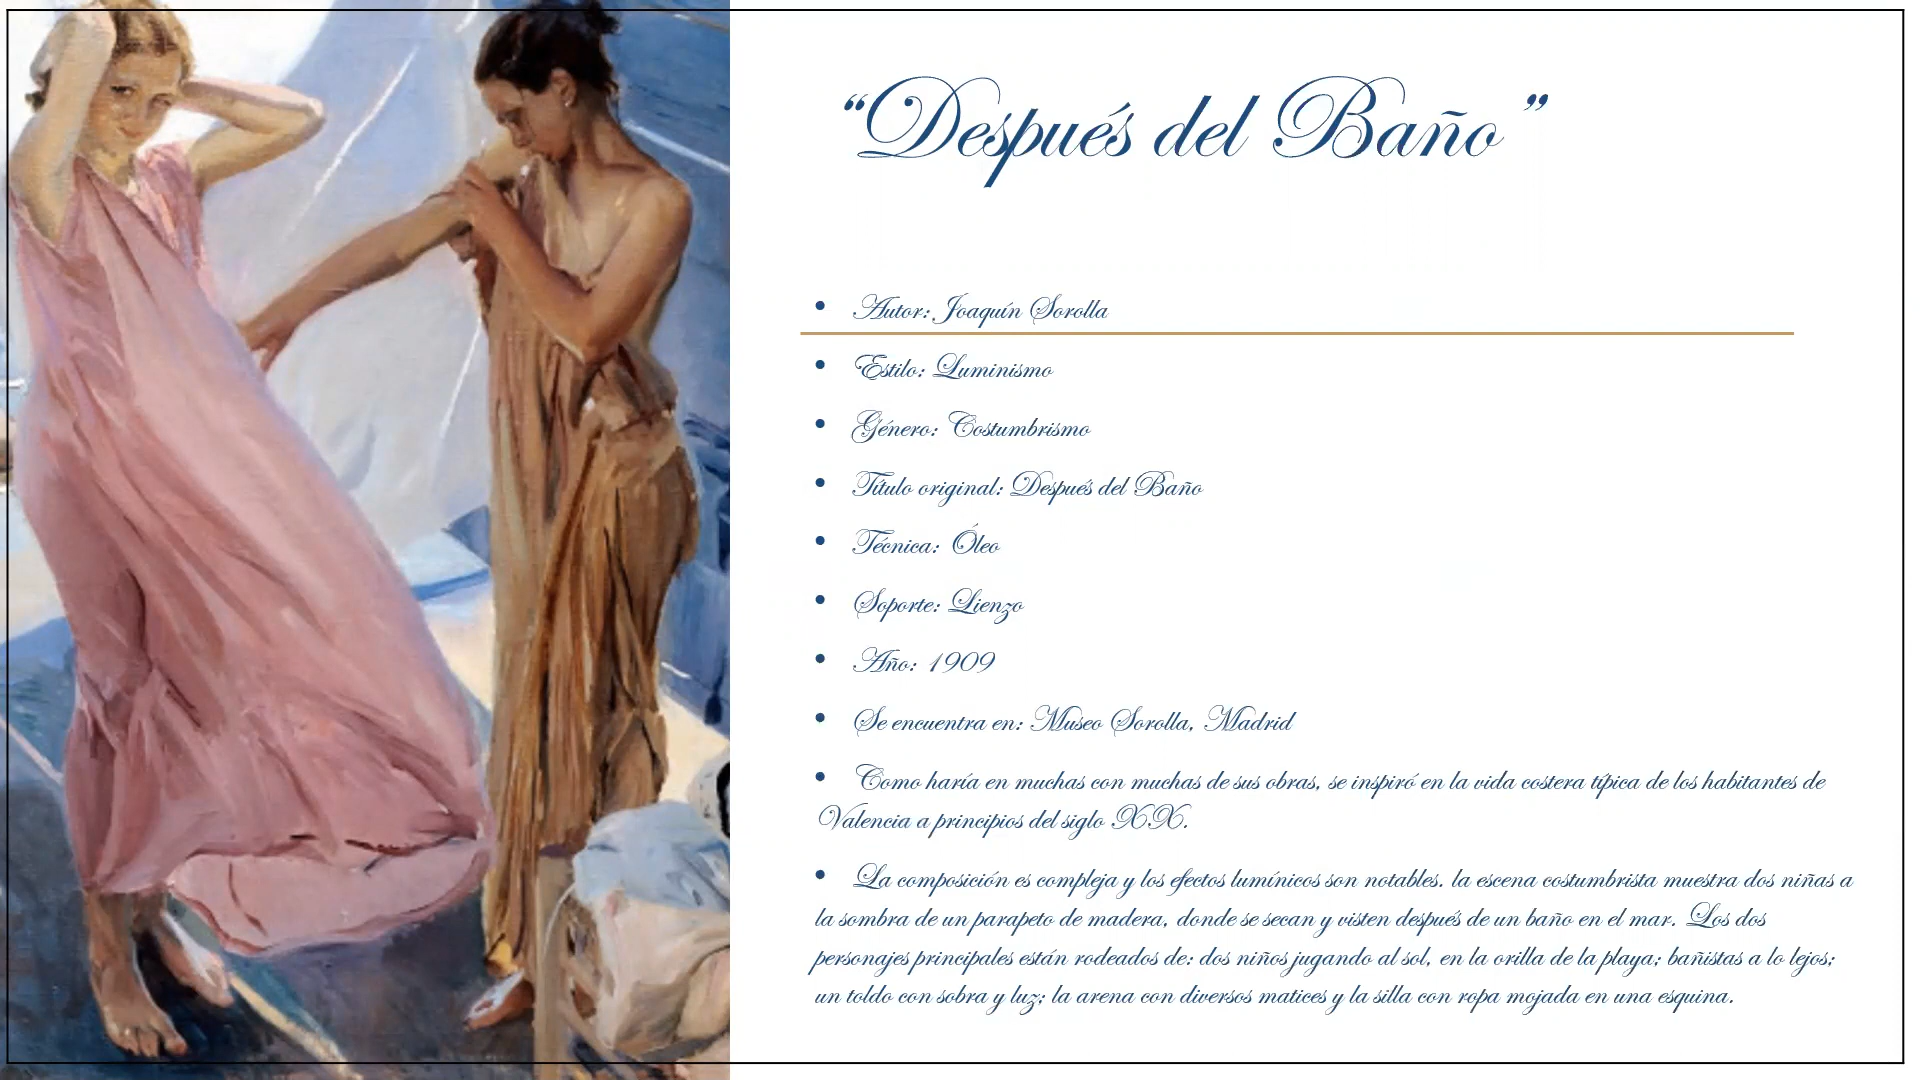 “Después del Baño”
• Autor: Joaquín Sorolla
• Estilo: Luminismo
• Género: Costumbrismo
• Título original: Después del Baño
• Técnica: Óleo
• Soporte: Lienzo
• Año: 1909
• Se encuentra en: Museo Sorolla, Madrid
• Como haría en muchas con muchas de sus obras, se inspiró en la vida costera típica de los habitantes de
Valencia a principios del siglo XX.
• La composición es compleja y los efectos lumínicos son notables. la escena costumbrista muestra dos niñas a
la sombra de un parapeto de madera, donde se secan y visten después de un baño en el mar. Los dos
personajes principales están rodeados de: dos niños jugando al sol, en la orilla de la playa; bañistas a lo lejos;
un toldo con sobra y luz; la arena con diversos matices y la silla con ropa mojada en una esquina.